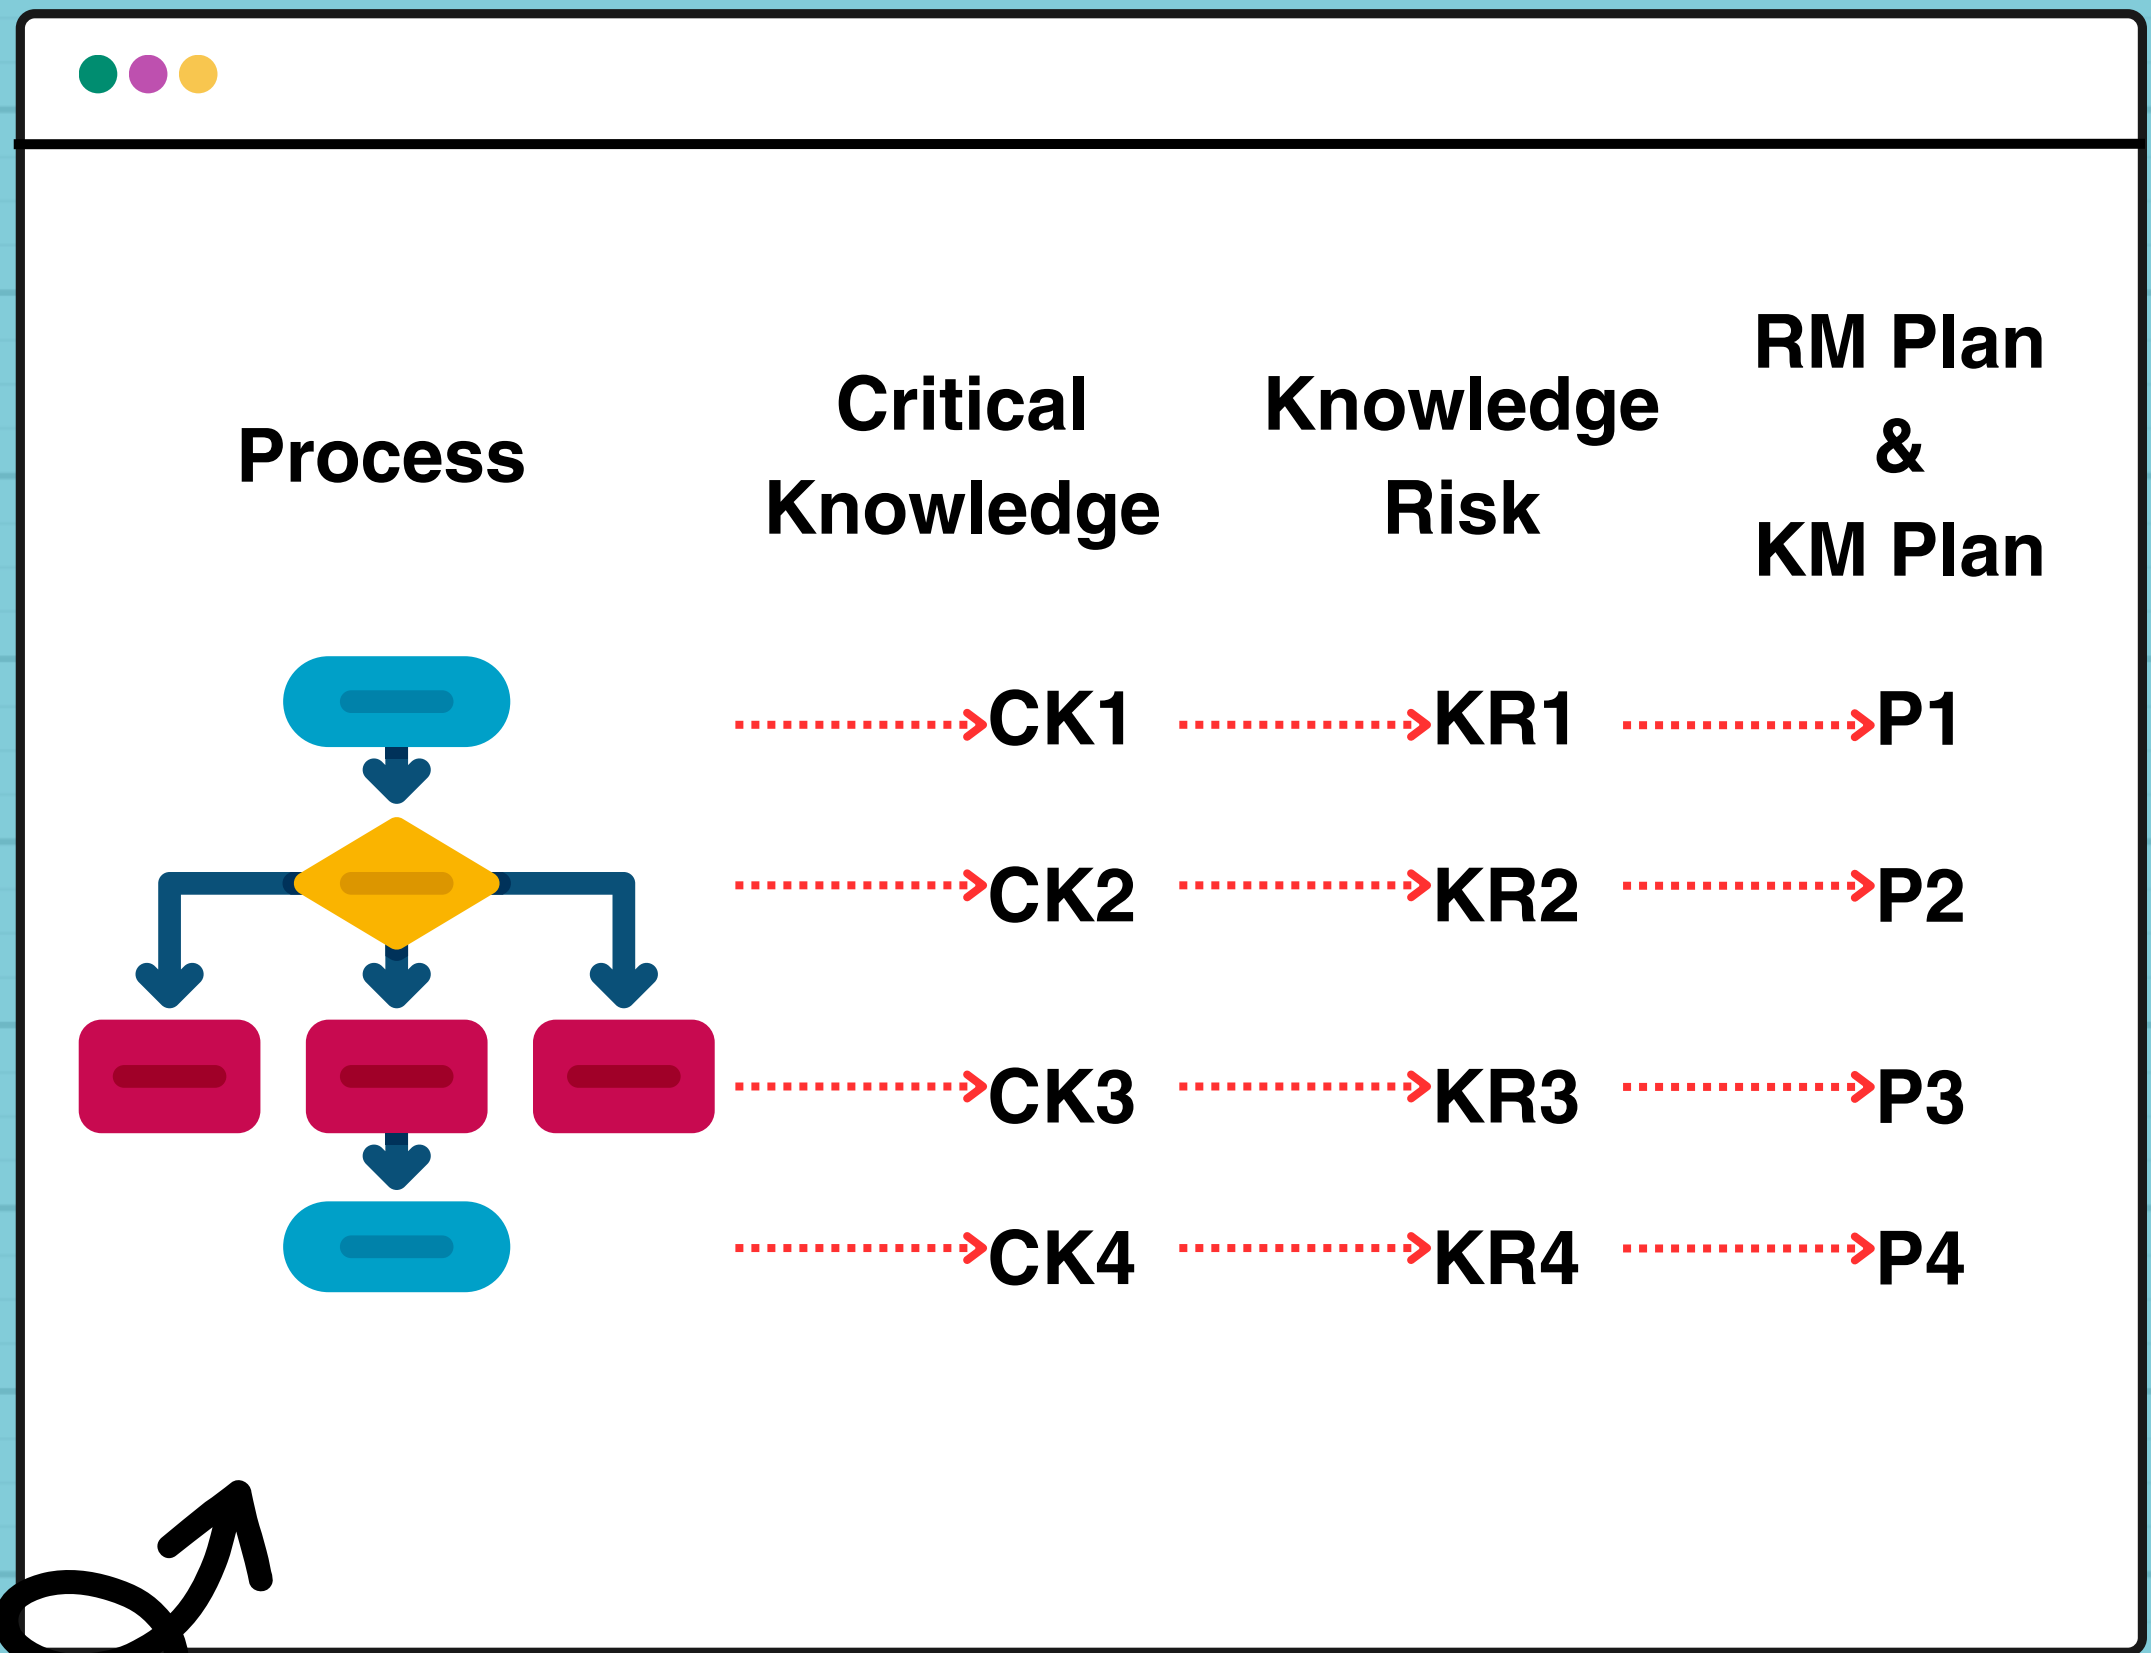 Process
Critical
Knowledge
Knowledge
Risk
RM Plan
&
KM Plan
CK1 KR1 P1
CK2 KR2 P2
CK3 KR3 P3
CK4 KR4 P4